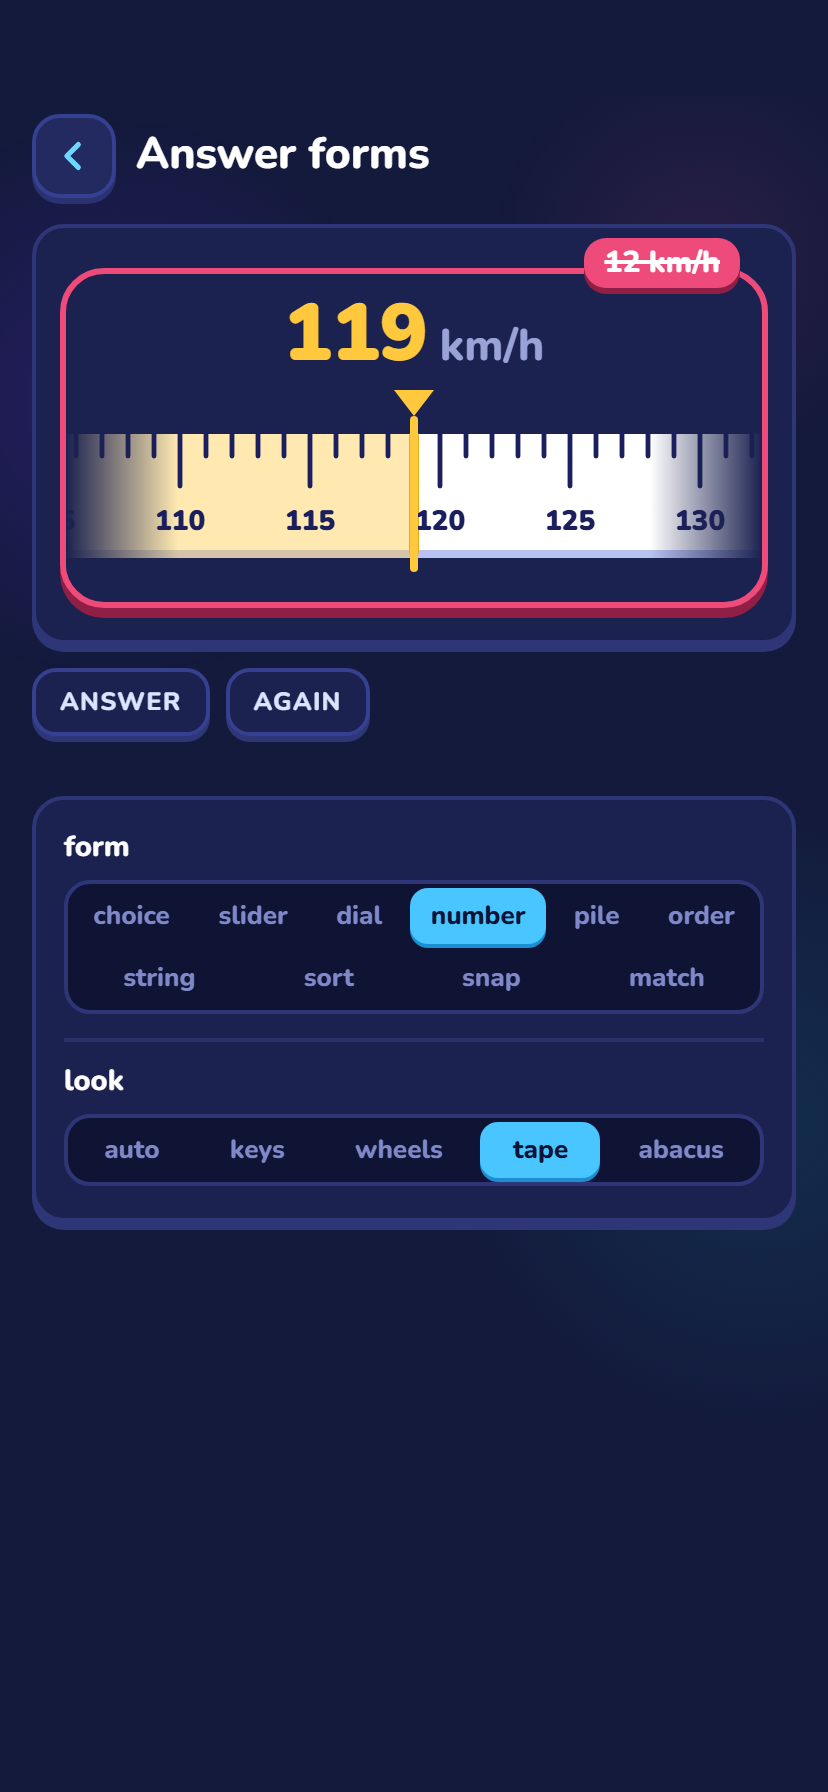 Answer forms
12 km/h
119 km/h
110 115 120 125 130
ANSWER AGAIN
form
choice slider dial number pile order
string sort snap match
look
auto keys wheels tape abacus